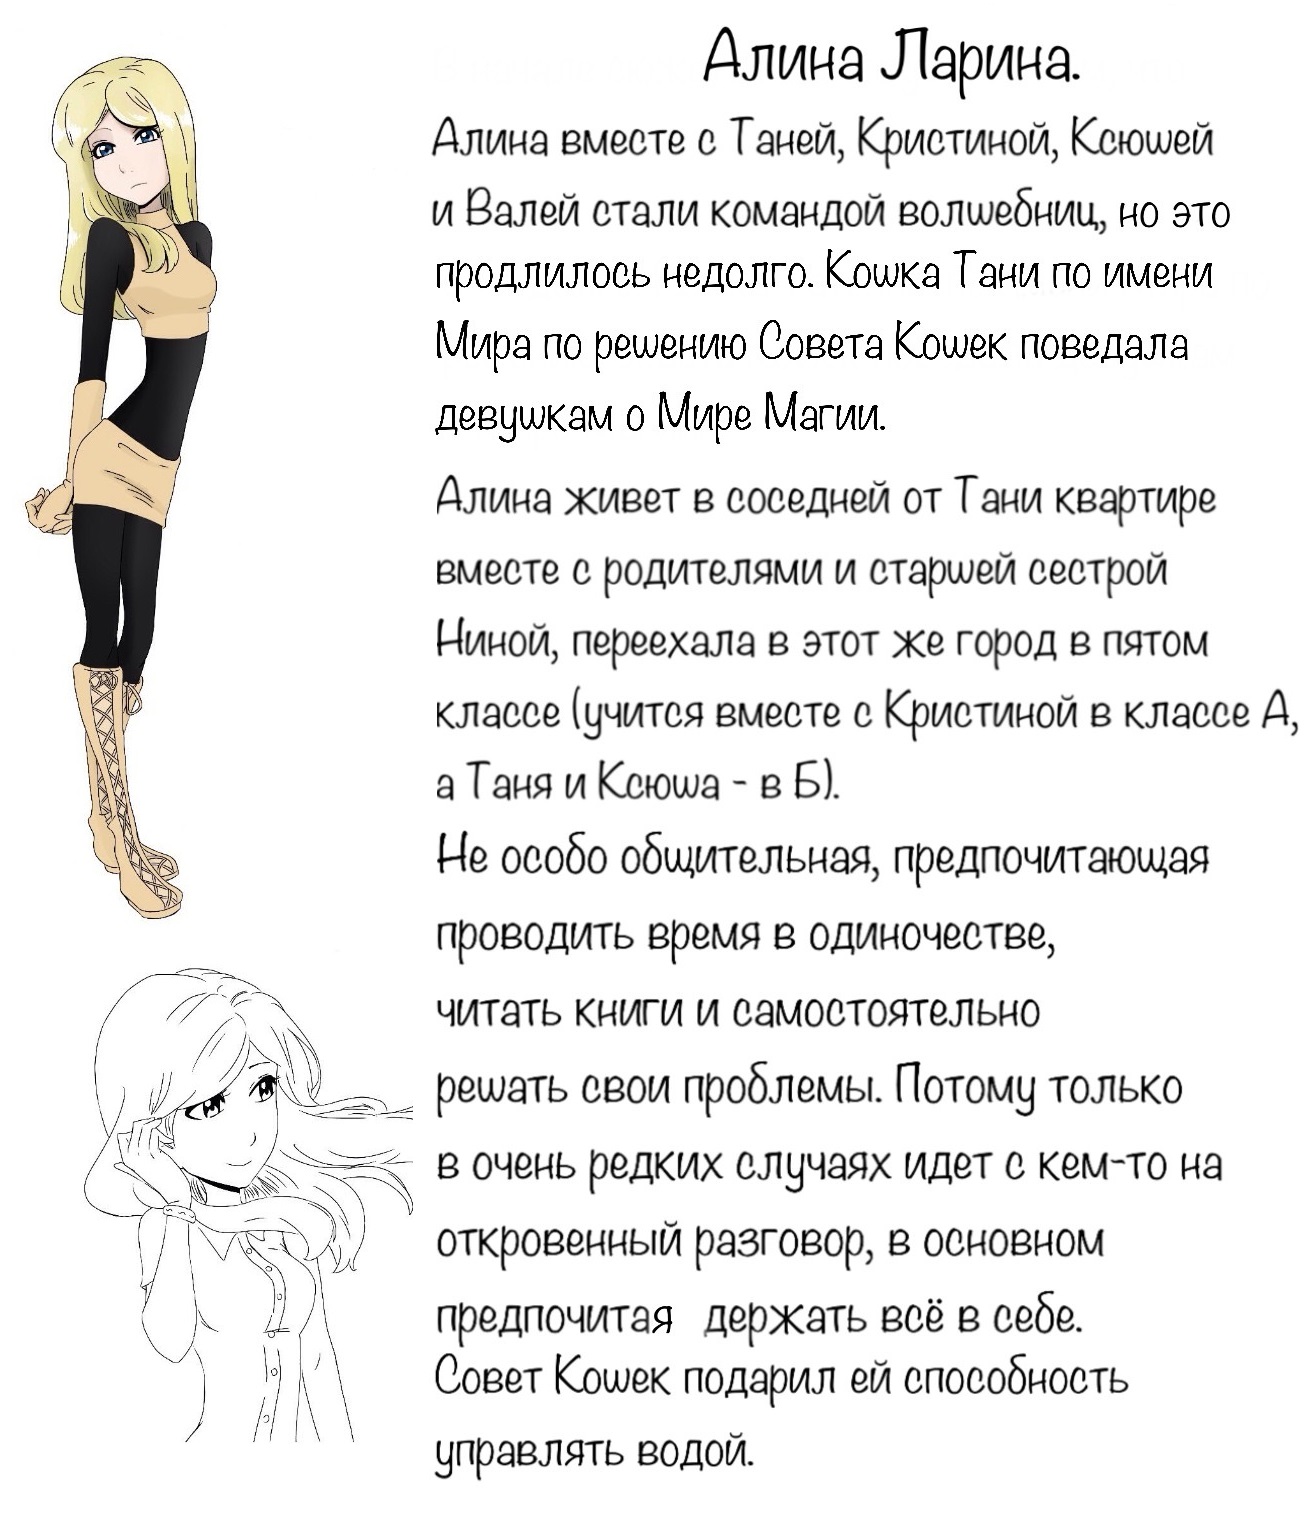 Алина Ларина.
Алина вместе с Таней, Кристиной, Ксюшей
и Валей стали командой волшебниц, но это
продлилось недолго. Кошка Тани по имени
Мира по решению Совета Кошек поведала
девушкам о Мире Магии.
Алина живет в соседней от Тани квартире
вместе с родителями и старшей сестрой
Ниной, переехала в этот же город в пятом
классе (учится вместе с Кристиной в классе А,
а Таня и Ксюша - в Б).
Не особо общительная, предпочитающая
проводить время в одиночестве,
читать книги и самостоятельно
решать свои проблемы. Потому только
в очень редких случаях идет с кем-то на
откровенный разговор, в основном
предпочитая держать всё в себе.
Совет Кошек подарил ей способность
управлять водой.